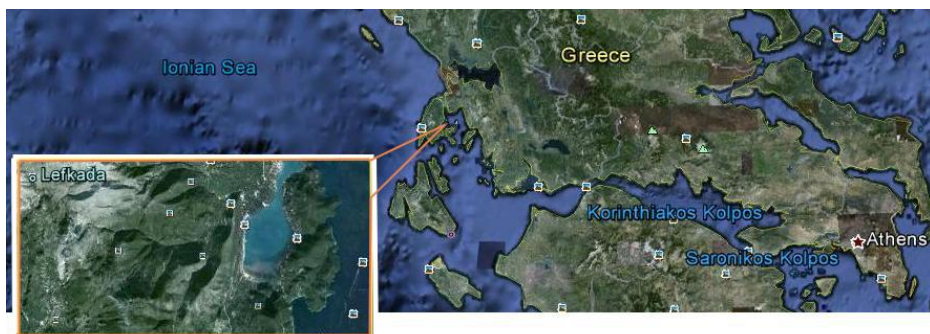 Ionian Sea
Greece
Lefkada
Korinthiakos Kolpos
Saronikos Kolpos
Athens